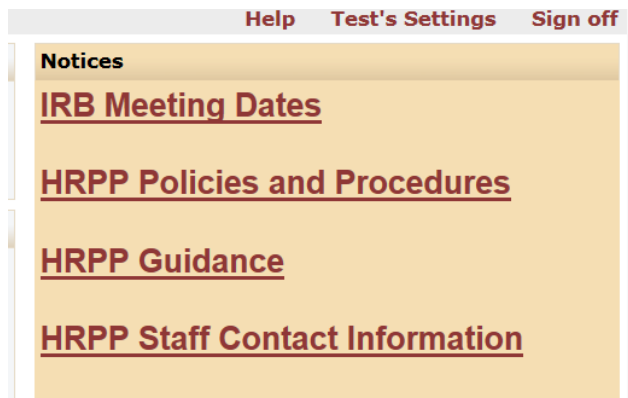 Help Test's Settings Sign off
Notices
IRB Meeting Dates
HRPP Policies and Procedures
HRPP Guidance
HRPP Staff Contact Information